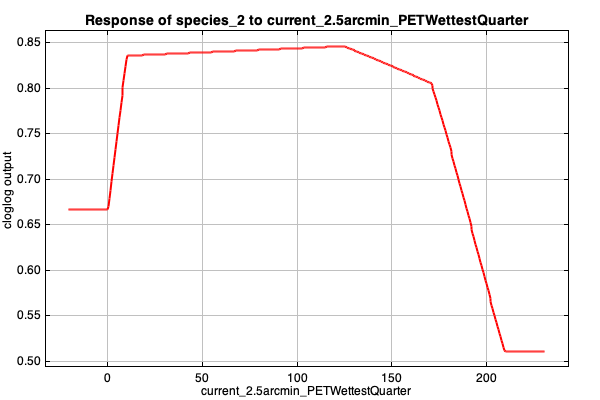 Response of species_2 to current_2.5arcmin_PETWettestQuarter
0.85
0.80
0.75
0.70
0.65
0.60
0.55
0.50
cloglog output
0 50 100 150 200
current_2.5arcmin_PETWettestQuarter